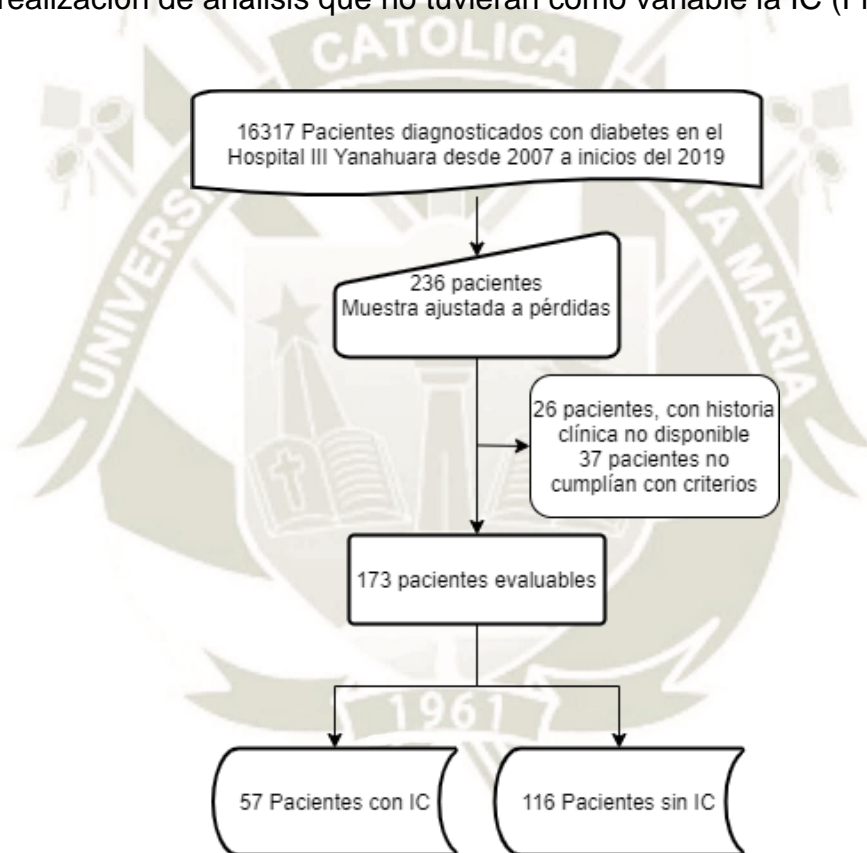 realización de análisis que no tuvieran como variable la IC
CATOLICA
16317 Pacientes diagnosticados con diabetes en el
Hospital III Yanahuara desde 2007 a inicios del 2019
236 pacientes
Muestra ajustada a pérdidas
26 pacientes, con historia
clínica no disponible
37 pacientes no
cumplían con criterios
173 pacientes evaluables
1961
57 Pacientes con IC
116 Pacientes sin IC
MARIA